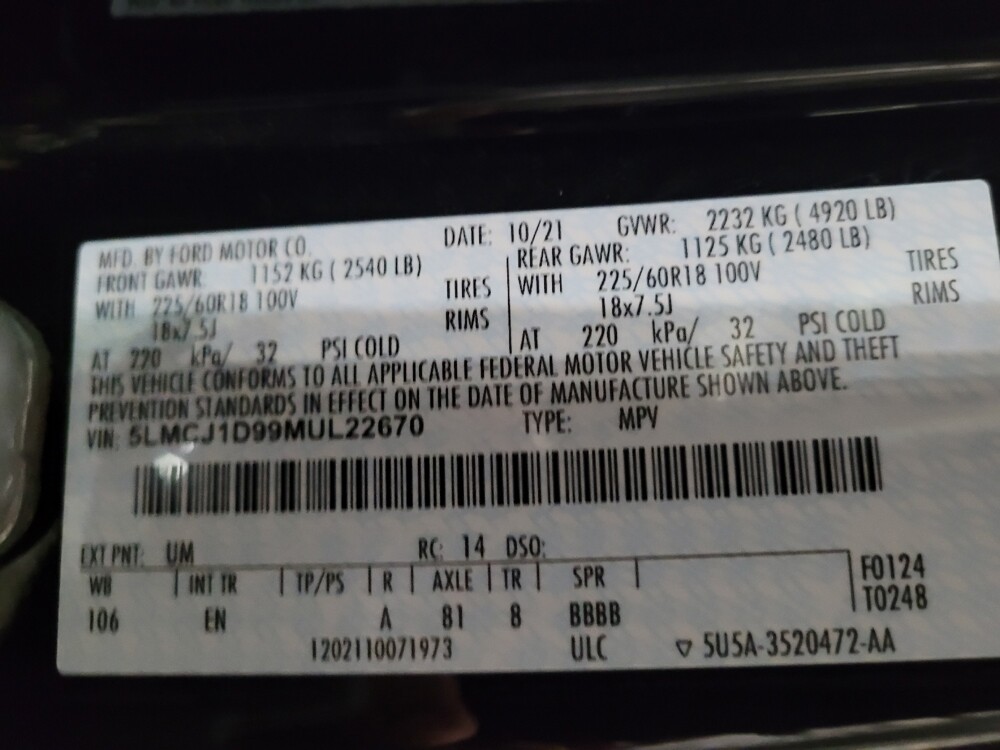 MFD. BY FORD MOTOR CO. DATE: 10/21 GVWR: 2232 KG ( 4920 LB)
FRONT GAWR: 1152 KG ( 2540 LB) REAR GAWR: 1125 KG ( 2480 LB)
WITH 225/60R18 100V TIRES WITH 225/60R18 100V TIRES
18x7.5J RIMS 18x7.5J RIMS
AT 220 kPa/ 32 PSI COLD AT 220 kPa/ 32 PSI COLD
THIS VEHICLE CONFORMS TO ALL APPLICABLE FEDERAL MOTOR VEHICLE SAFETY AND THEFT
PREVENTION STANDARDS IN EFFECT ON THE DATE OF MANUFACTURE SHOWN ABOVE.
VIN: 5LMCJ1D99MUL22670 TYPE: MPV
EXT PNT: UM RC: 14 DSO:
WB INT TR TP/PS R AXLE TR SPR F0124
106 EN A 81 8 BBBB T0248
1202110071973 ULC ▽ 5U5A-3520472-AA